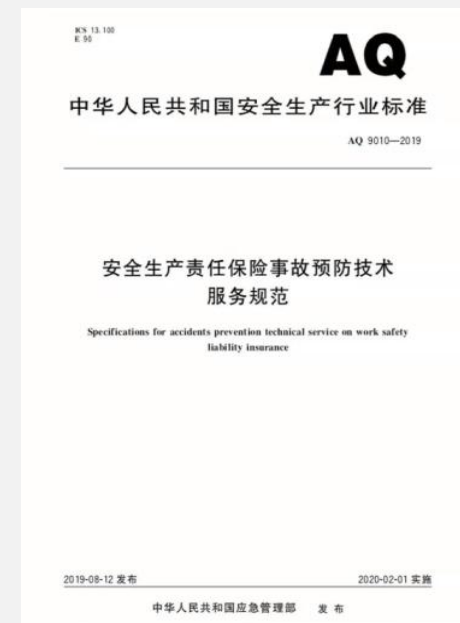 ICS 13.100
E 90
AQ
中华人民共和国安全生产行业标准
AQ 9010—2019
安全生产责任保险事故预防技术
服务规范
Specifications for accidents prevention technical service on work safety
liability insurance
2019-08-12 发布 2020-02-01 实施
中华人民共和国应急管理部 发布